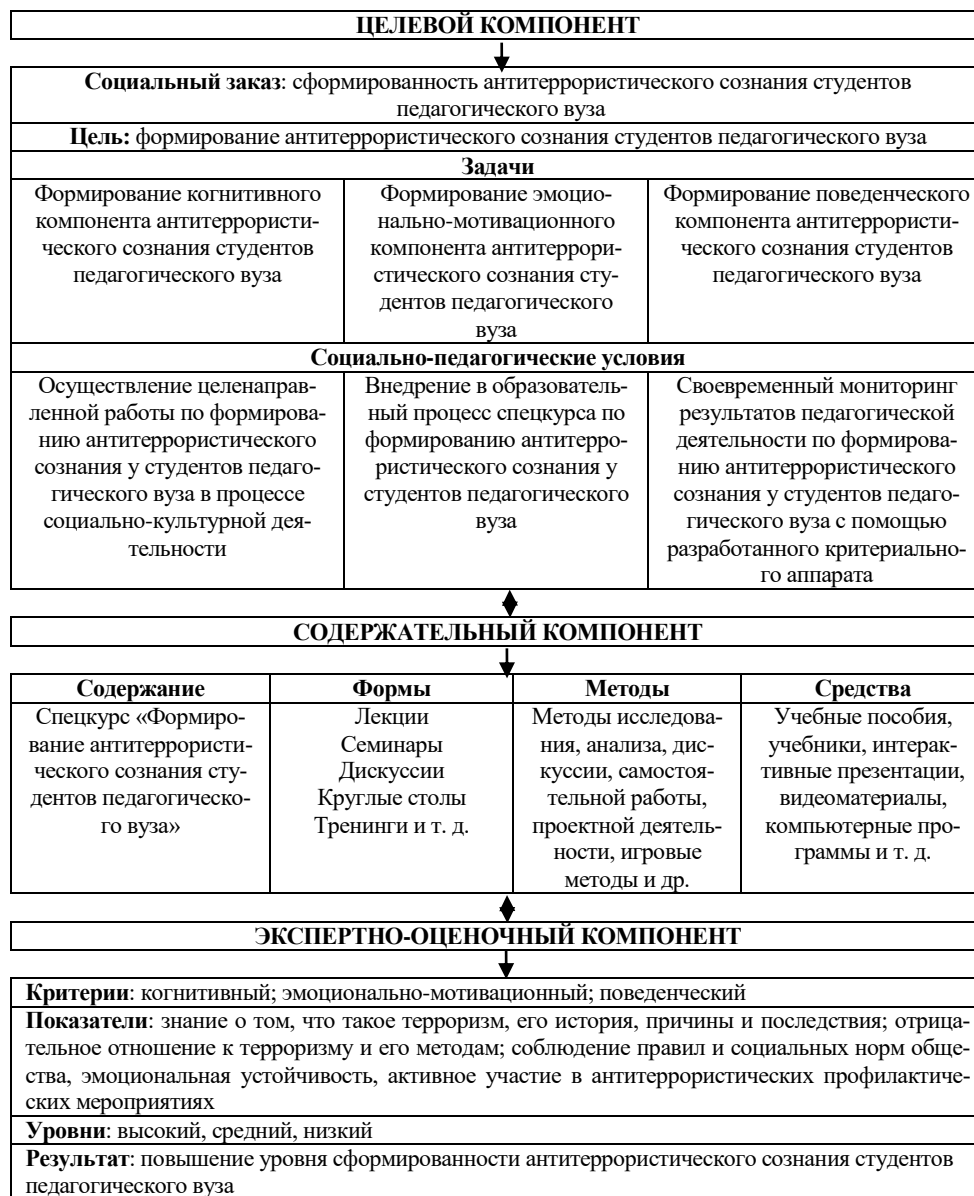 ЦЕЛЕВОЙ КОМПОНЕНТ
Социальный заказ: сформированность антитеррористического сознания студентов
педагогического вуза
Цель: формирование антитеррористического сознания студентов педагогического вуза
Задачи
Формирование когнитивного
компонента антитеррористи-
ческого сознания студентов
педагогического вуза
Формирование эмоцио-
нально-мотивационного
компонента антитеррори-
стического сознания сту-
дентов педагогического
вуза
Формирование поведенческого
компонента антитеррористи-
ческого сознания студентов
педагогического вуза
Социально-педагогические условия
Осуществление целенаправ-
ленной работы по формирова-
нию антитеррористического
сознания у студентов педаго-
гического вуза в процессе
социально-культурной дея-
тельности
Внедрение в образователь-
ный процесс спецкурса по
формированию антитерро-
ристического сознания у
студентов педагогического
вуза
Своевременный мониторинг
результатов педагогической
деятельности по формирова-
нию антитеррористического
сознания у студентов педаго-
гического вуза с помощью
разработанного критериально-
го аппарата
СОДЕРЖАТЕЛЬНЫЙ КОМПОНЕНТ
Содержание
Спецкурс «Формиро-
вание антитеррористи-
ческого сознания сту-
дентов педагогическо-
го вуза»
Формы
Лекции
Семинары
Дискуссии
Круглые столы
Тренинги и т. д.
Методы
Методы исследова-
ния, анализа, дис-
куссии, самостоя-
тельной работы,
проектной деятель-
ности, игровые
методы и др.
Средства
Учебные пособия,
учебники, интерак-
тивные презентации,
видеоматериалы,
компьютерные про-
граммы и т. д.
ЭКСПЕРТНО-ОЦЕНОЧНЫЙ КОМПОНЕНТ
Критерии: когнитивный; эмоционально-мотивационный; поведенческий
Показатели: знание о том, что такое терроризм, его история, причины и последствия; отрица-
тельное отношение к терроризму и его методам; соблюдение правил и социальных норм обще-
ства, эмоциональная устойчивость, активное участие в антитеррористических профилактиче-
ских мероприятиях
Уровни: высокий, средний, низкий
Результат: повышение уровня сформированности антитеррористического сознания студентов
педагогического вуза